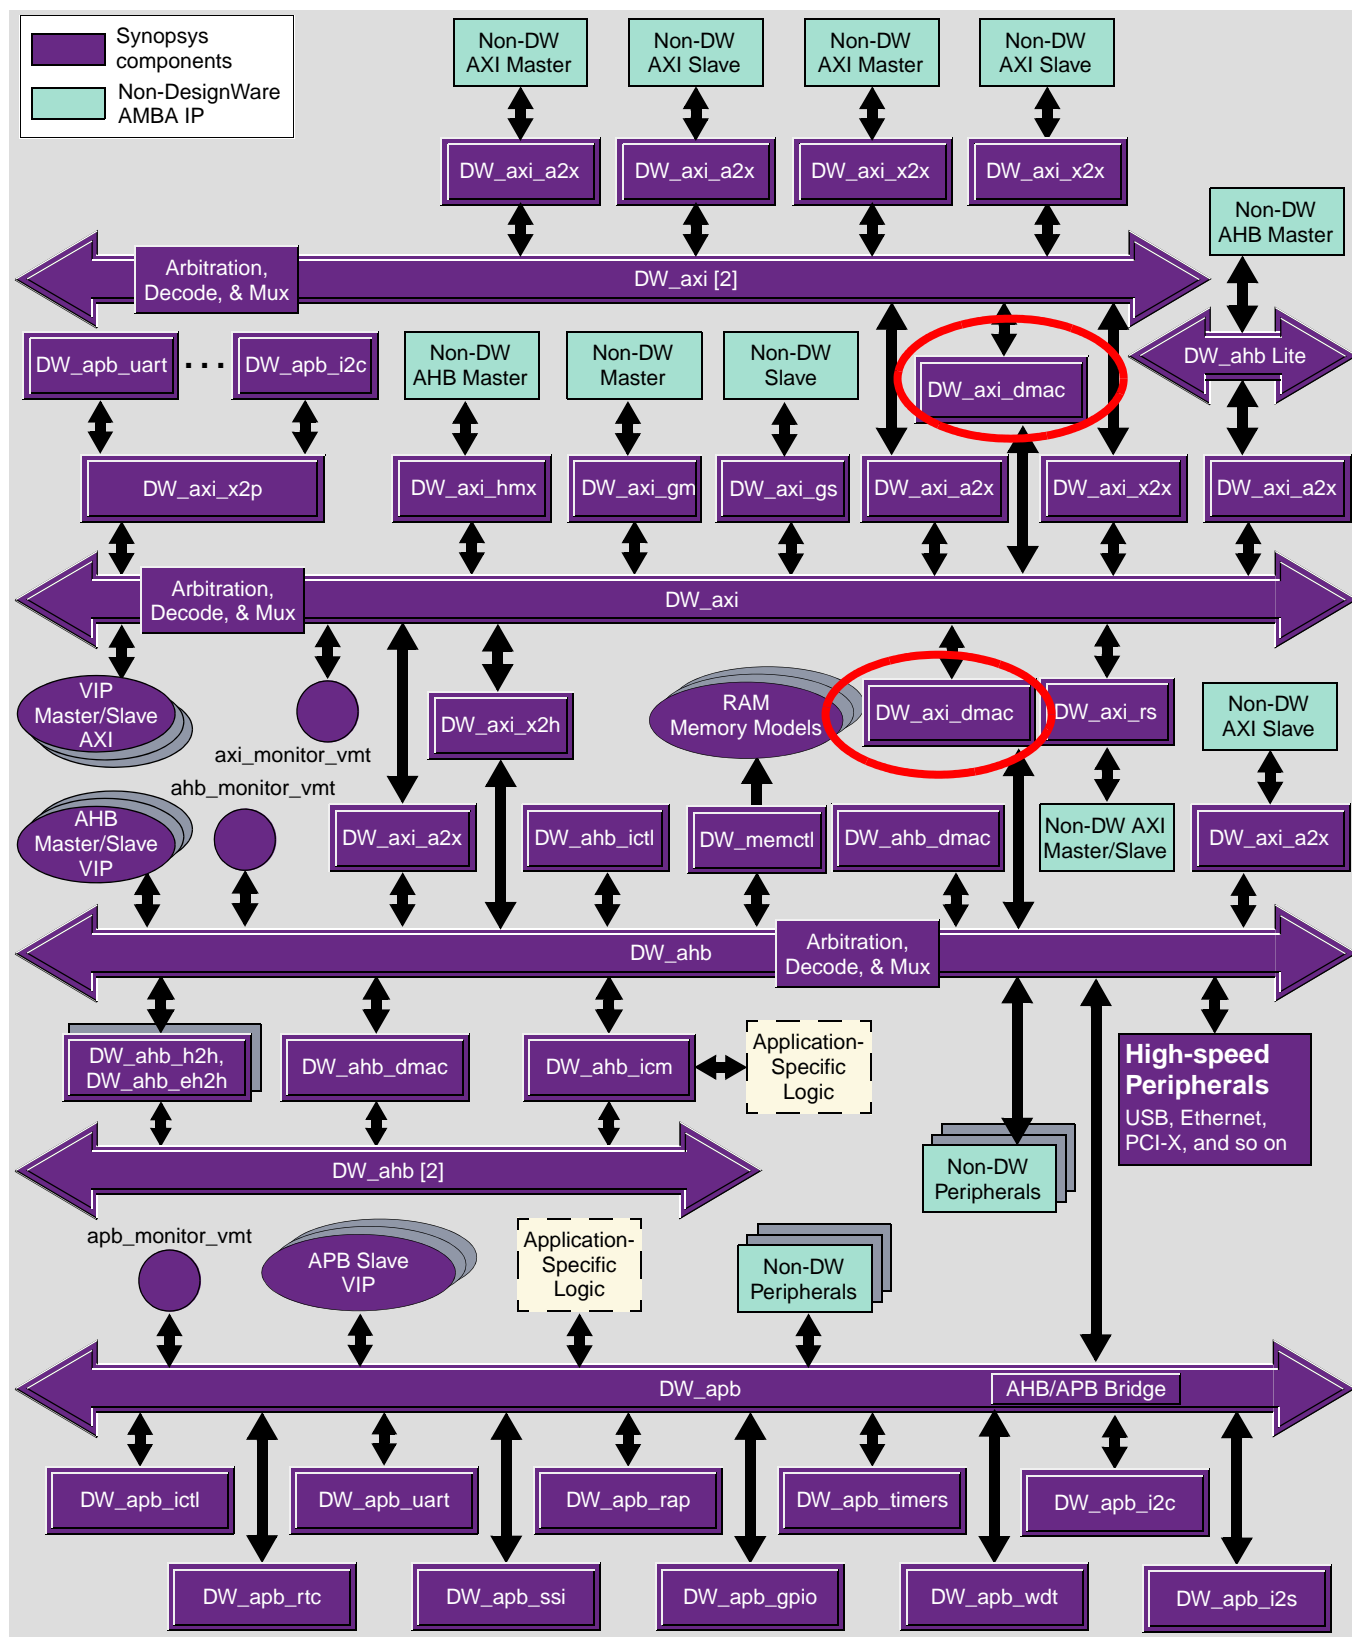 Synopsys
components
Non-DesignWare
AMBA IP
Non-DW
AXI Master
Non-DW
AXI Slave
Non-DW
AXI Master
Non-DW
AXI Slave
DW_axi_a2x
DW_axi_a2x
DW_axi_x2x
DW_axi_x2x
Non-DW
AHB Master
Arbitration,
Decode, & Mux
DW_axi [2]
DW_apb_uart
...
DW_apb_i2c
Non-DW
AHB Master
Non-DW
Master
Non-DW
Slave
DW_axi_dmac
DW_ahb Lite
DW_axi_x2p
DW_axi_hmx
DW_axi_gm
DW_axi_gs
DW_axi_a2x
DW_axi_x2x
DW_axi_a2x
Arbitration,
Decode, & Mux
DW_axi
VIP
Master/Slave
AXI
axi_monitor_vmt
DW_axi_x2h
RAM
Memory Models
DW_axi_dmac
DW_axi_rs
Non-DW
AXI Slave
ahb_monitor_vmt
AHB
Master/Slave
VIP
DW_axi_a2x
DW_ahb_ictl
DW_memctl
DW_ahb_dmac
Non-DW AXI
Master/Slave
DW_axi_a2x
DW_ahb
Arbitration,
Decode, & Mux
DW_ahb_h2h,
DW_ahb_eh2h
DW_ahb_dmac
DW_ahb_icm
Application-
Specific
Logic
High-speed
Peripherals
USB, Ethernet,
PCI-X, and so on
DW_ahb [2]
Non-DW
Peripherals
apb_monitor_vmt
APB Slave
VIP
Application-
Specific
Logic
Non-DW
Peripherals
DW_apb
AHB/APB Bridge
DW_apb_ictl
DW_apb_uart
DW_apb_rap
DW_apb_timers
DW_apb_i2c
DW_apb_rtc
DW_apb_ssi
DW_apb_gpio
DW_apb_wdt
DW_apb_i2s